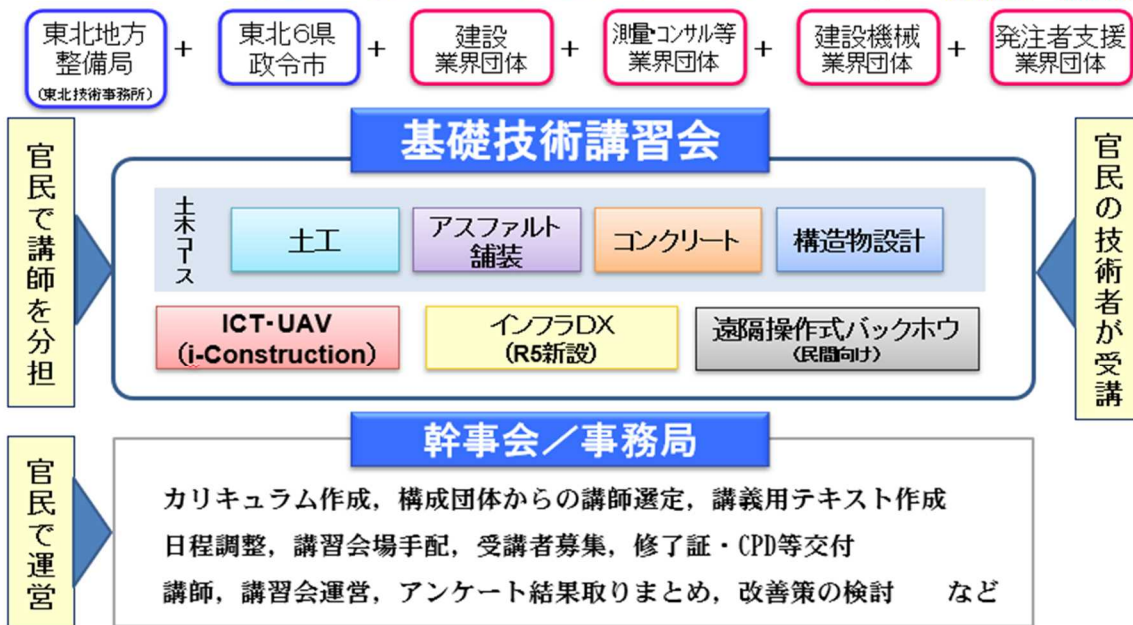 東北地方
整備局
(東北技術事務所)
+
東北6県
政令市
+
建設
業界団体
+
測量・コンサル等
業界団体
+
建設機械
業界団体
+
発注者支援
業界団体
官民で講師を分担
基礎技術講習会
官民の技術者が受講
土木コース
土工
アスファルト
舗装
コンクリート
構造物設計
ICT-UAV
(i-Construction)
インフラDX
(R5新設)
遠隔操作式バックホウ
(民間向け)
官民で運営
幹事会／事務局
カリキュラム作成，構成団体からの講師選定，講義用テキスト作成
日程調整，講習会場手配，受講者募集，修了証・CPD等交付
講師，講習会運営，アンケート結果取りまとめ，改善策の検討　など